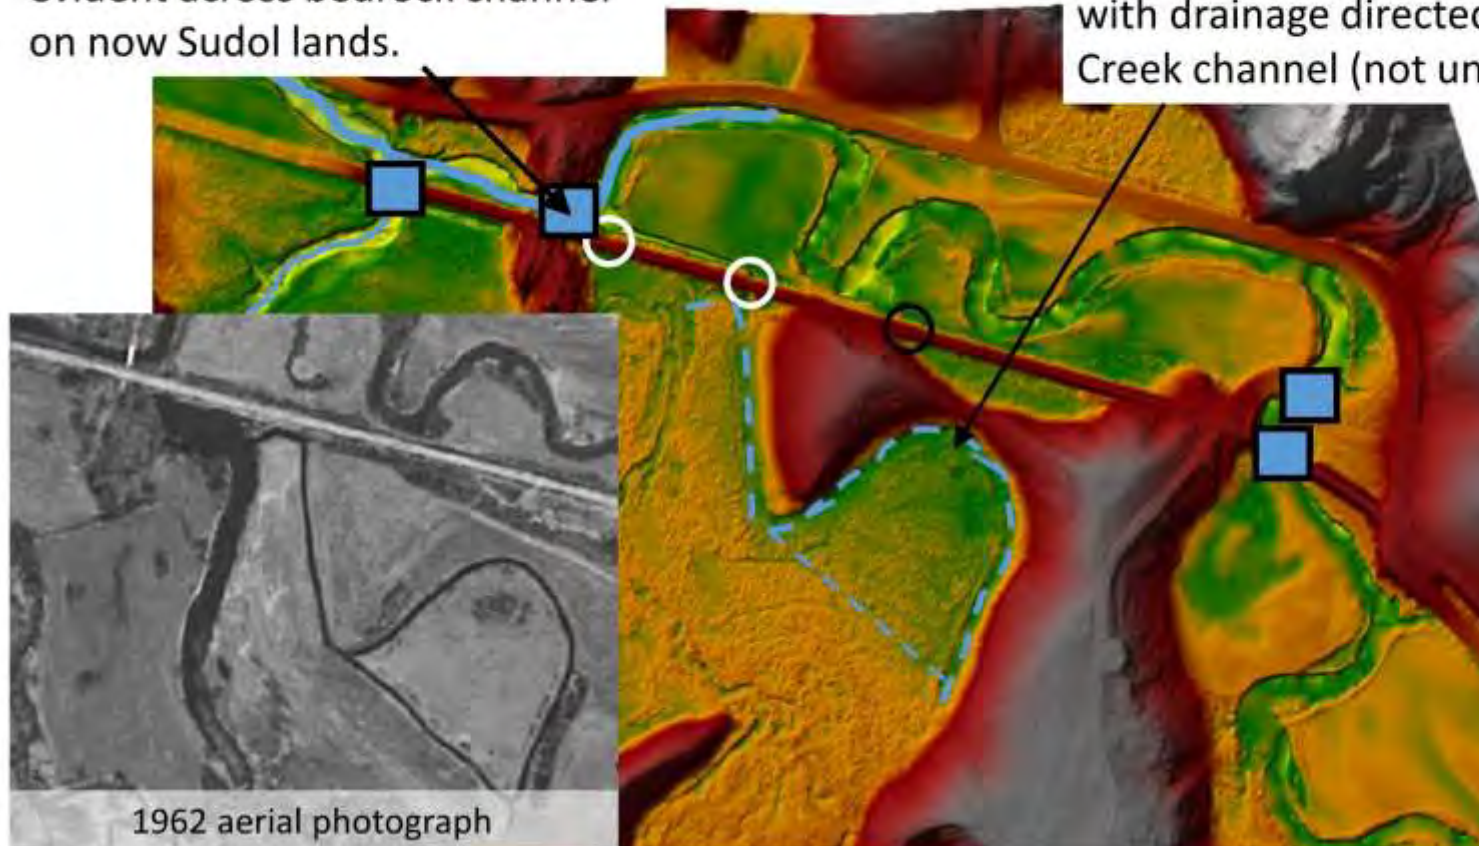 on now Sudol lands.
with drainage directed
Creek channel (not un
1962 aerial photograph